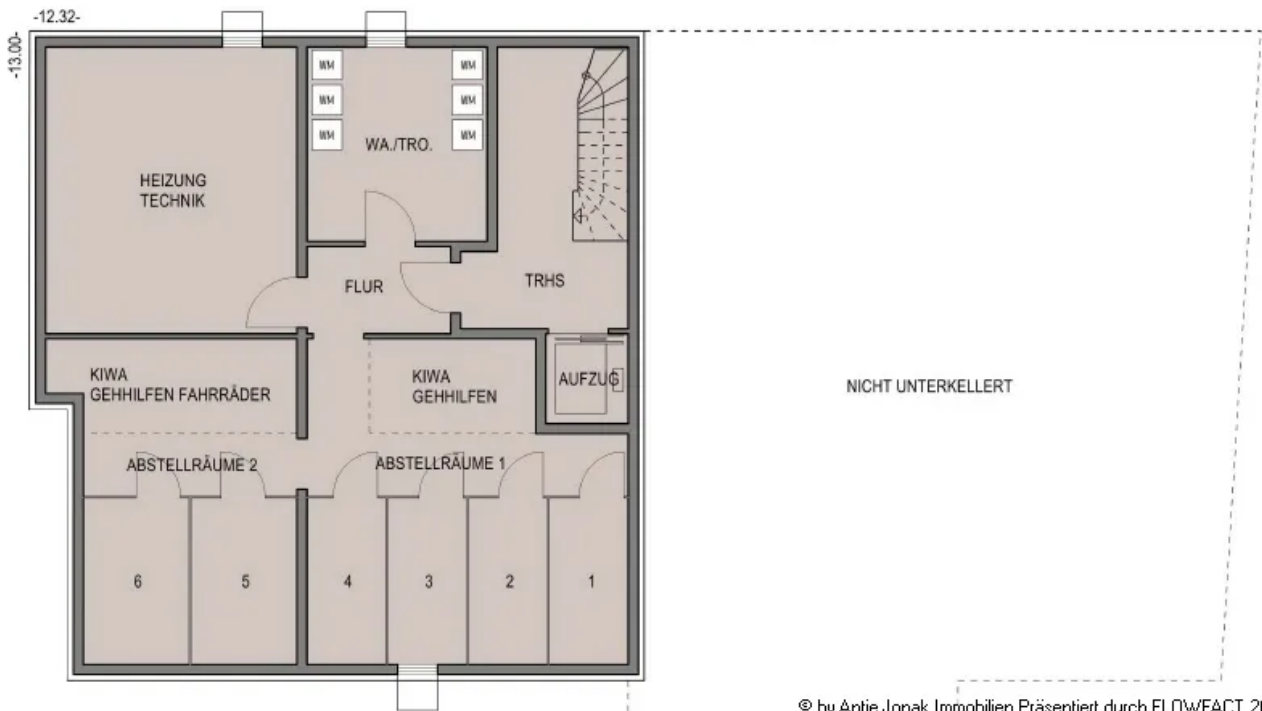 -12.32-
-13.00-
WM
WM
WM
WM
WM
WM
WA./TRO.
HEIZUNG
TECHNIK
FLUR
TRHS
KIWA
GEHHILFEN FAHRRÄDER
KIWA
GEHHILFEN
AUFZUG
NICHT UNTERKELLERT
ABSTELLRÄUME 2
ABSTELLRÄUME 1
6
5
4
3
2
1
© by Antje Jonak Immobilien Präsentiert durch FLOWFACT